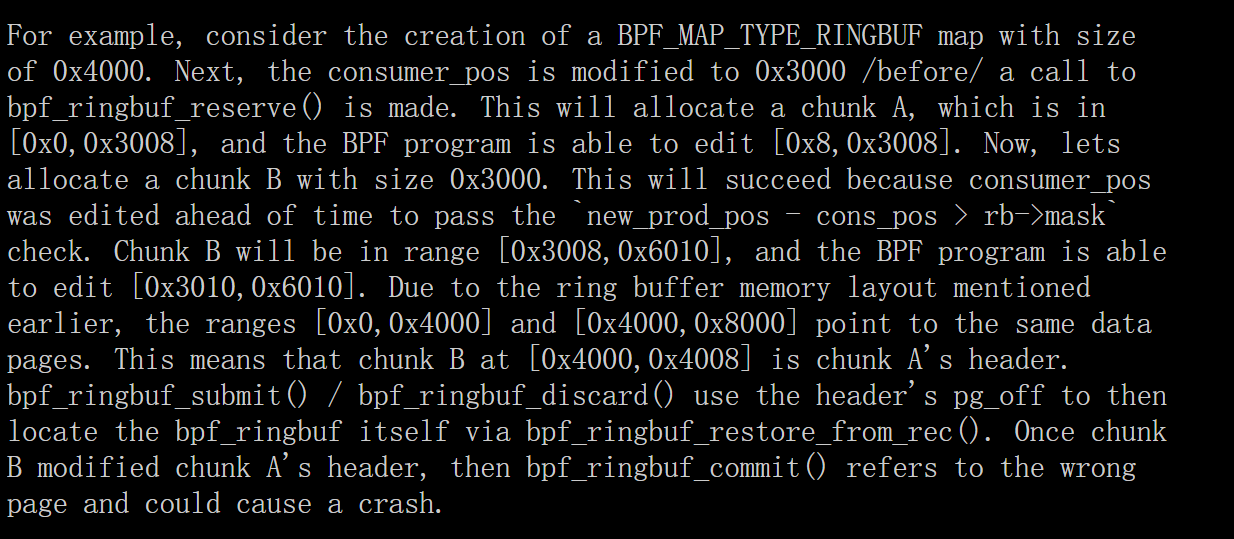 For example, consider the creation of a BPF_MAP_TYPE_RINGBUF map with size
of 0x4000. Next, the consumer_pos is modified to 0x3000 /before/ a call to
bpf_ringbuf_reserve() is made. This will allocate a chunk A, which is in
[0x0,0x3008], and the BPF program is able to edit [0x8,0x3008]. Now, lets
allocate a chunk B with size 0x3000. This will succeed because consumer_pos
was edited ahead of time to pass the `new_prod_pos - cons_pos > rb->mask`
check. Chunk B will be in range [0x3008,0x6010], and the BPF program is able
to edit [0x3010,0x6010]. Due to the ring buffer memory layout mentioned
earlier, the ranges [0x0,0x4000] and [0x4000,0x8000] point to the same data
pages. This means that chunk B at [0x4000,0x4008] is chunk A's header.
bpf_ringbuf_submit() / bpf_ringbuf_discard() use the header's pg_off to then
locate the bpf_ringbuf itself via bpf_ringbuf_restore_from_rec(). Once chunk
B modified chunk A's header, then bpf_ringbuf_commit() refers to the wrong
page and could cause a crash.